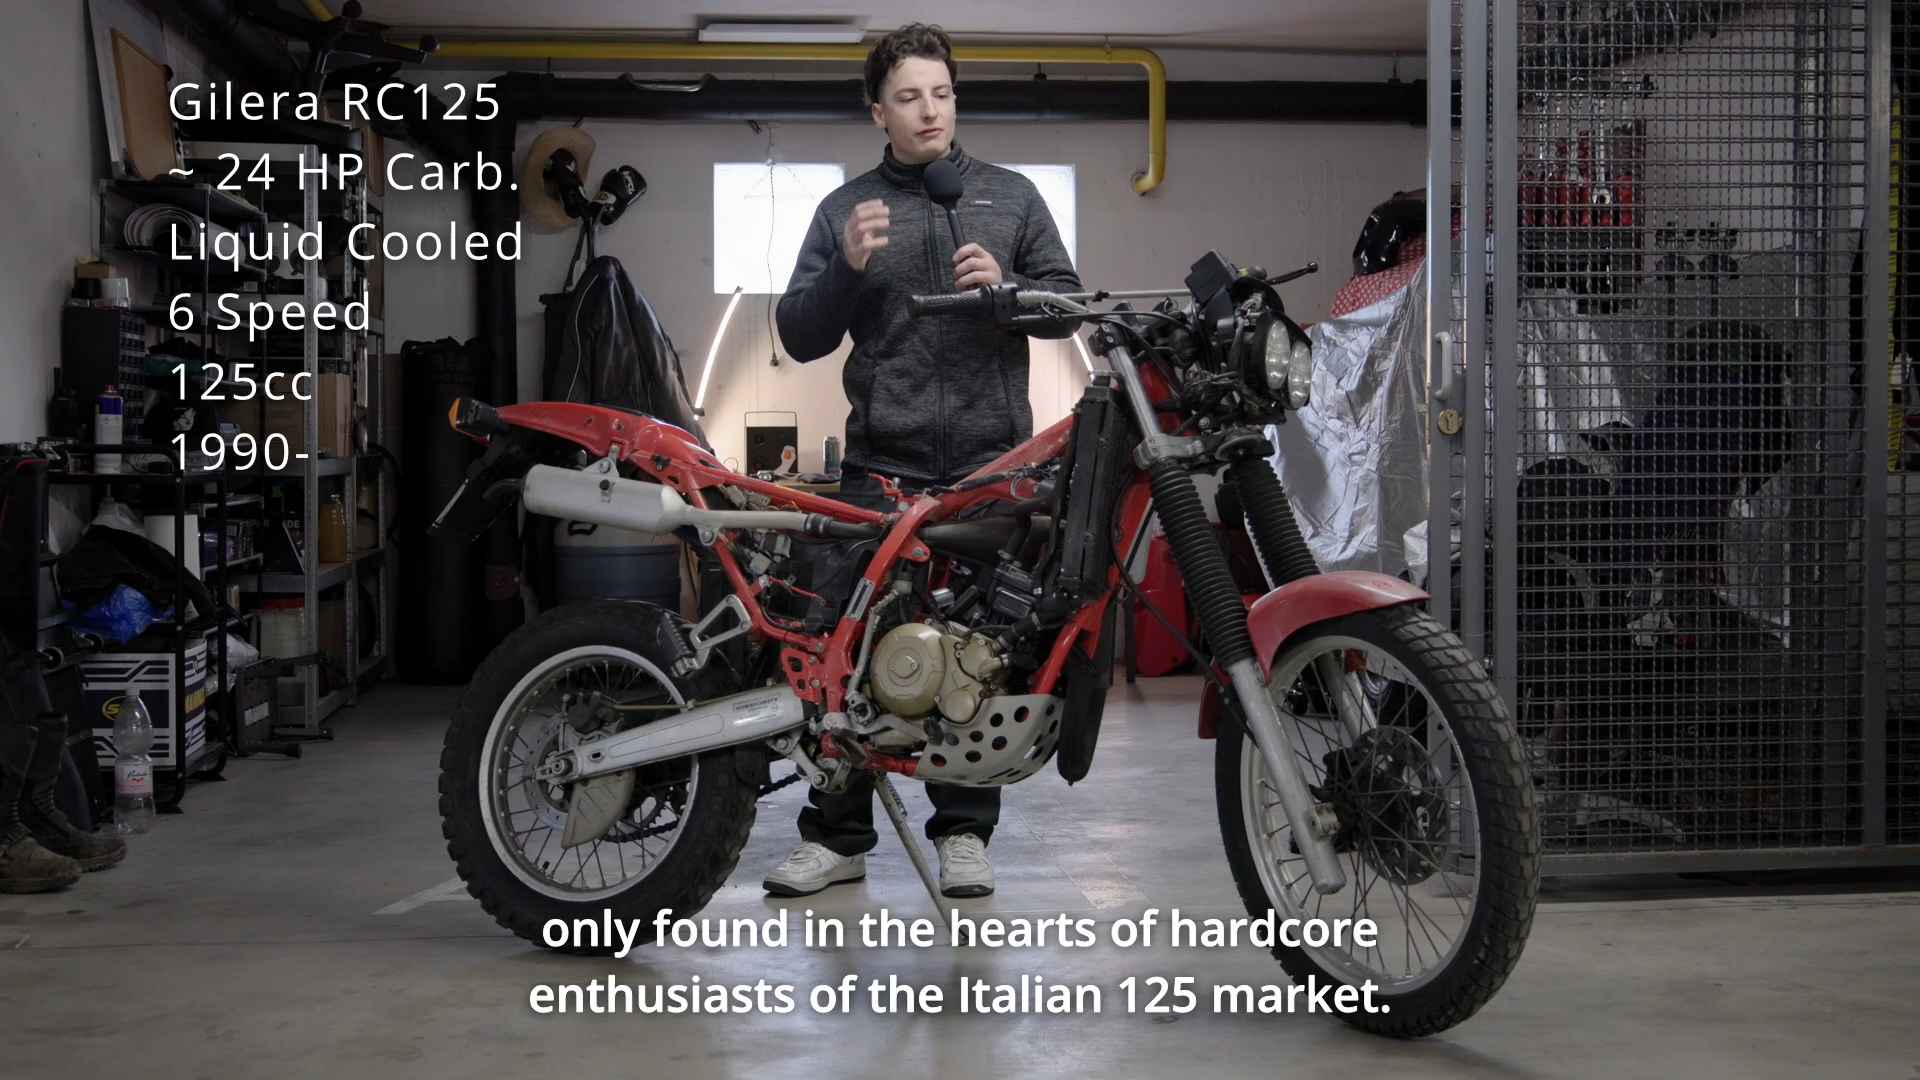 Gilera RC125
~ 24 HP Carb.
Liquid Cooled
6 Speed
125cc
1990-
only found in the hearts of hardcore
enthusiasts of the Italian 125 market.